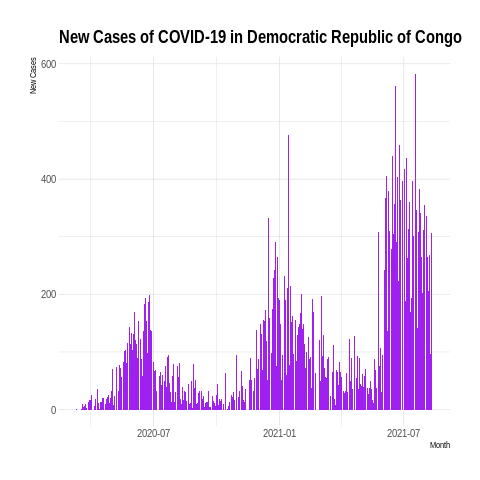 New Cases of COVID-19 in Democratic Republic of Congo
New Cases
600
400
200
0
2020-07
2021-01
2021-07
Month